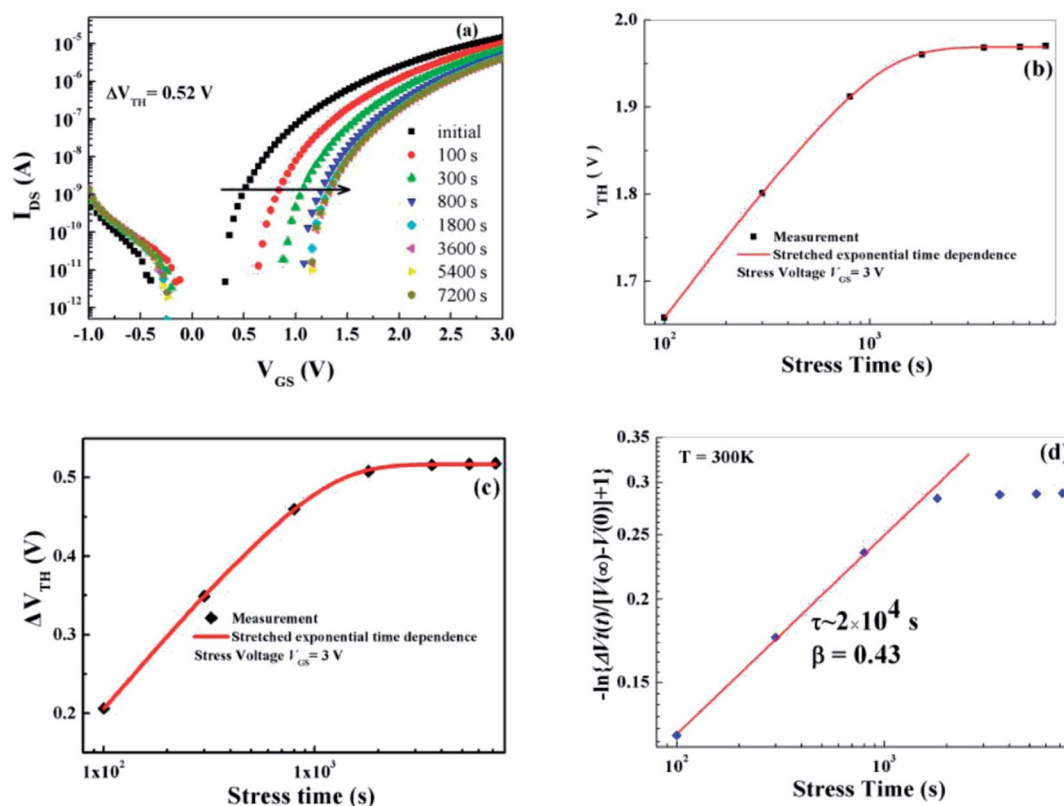 (a)
ΔV_TH = 0.52 V
initial
100 s
300 s
800 s
1800 s
3600 s
5400 s
7200 s
I_DS (A)
10^-5
10^-6
10^-7
10^-8
10^-9
10^-10
10^-11
10^-12
-1.0 -0.5 0.0 0.5 1.0 1.5 2.0 2.5 3.0
V_GS (V)
(b)
V_TH (V)
2.0
1.9
1.8
1.7
Measurement
Stretched exponential time dependence
Stress Voltage V_GS= 3 V
10^2 10^3
Stress Time (s)
(c)
ΔV_TH (V)
0.5
0.4
0.3
0.2
Measurement
Stretched exponential time dependence
Stress Voltage V_GS= 3 V
1x10^2 1x10^3
Stress time (s)
(d)
T = 300K
-ln{ΔVt(t)/[V(∞)-V(0)]+1}
0.35
0.3
0.25
0.2
0.15
τ~2×10^4 s
β = 0.43
10^2 10^3
Stress Time (s)